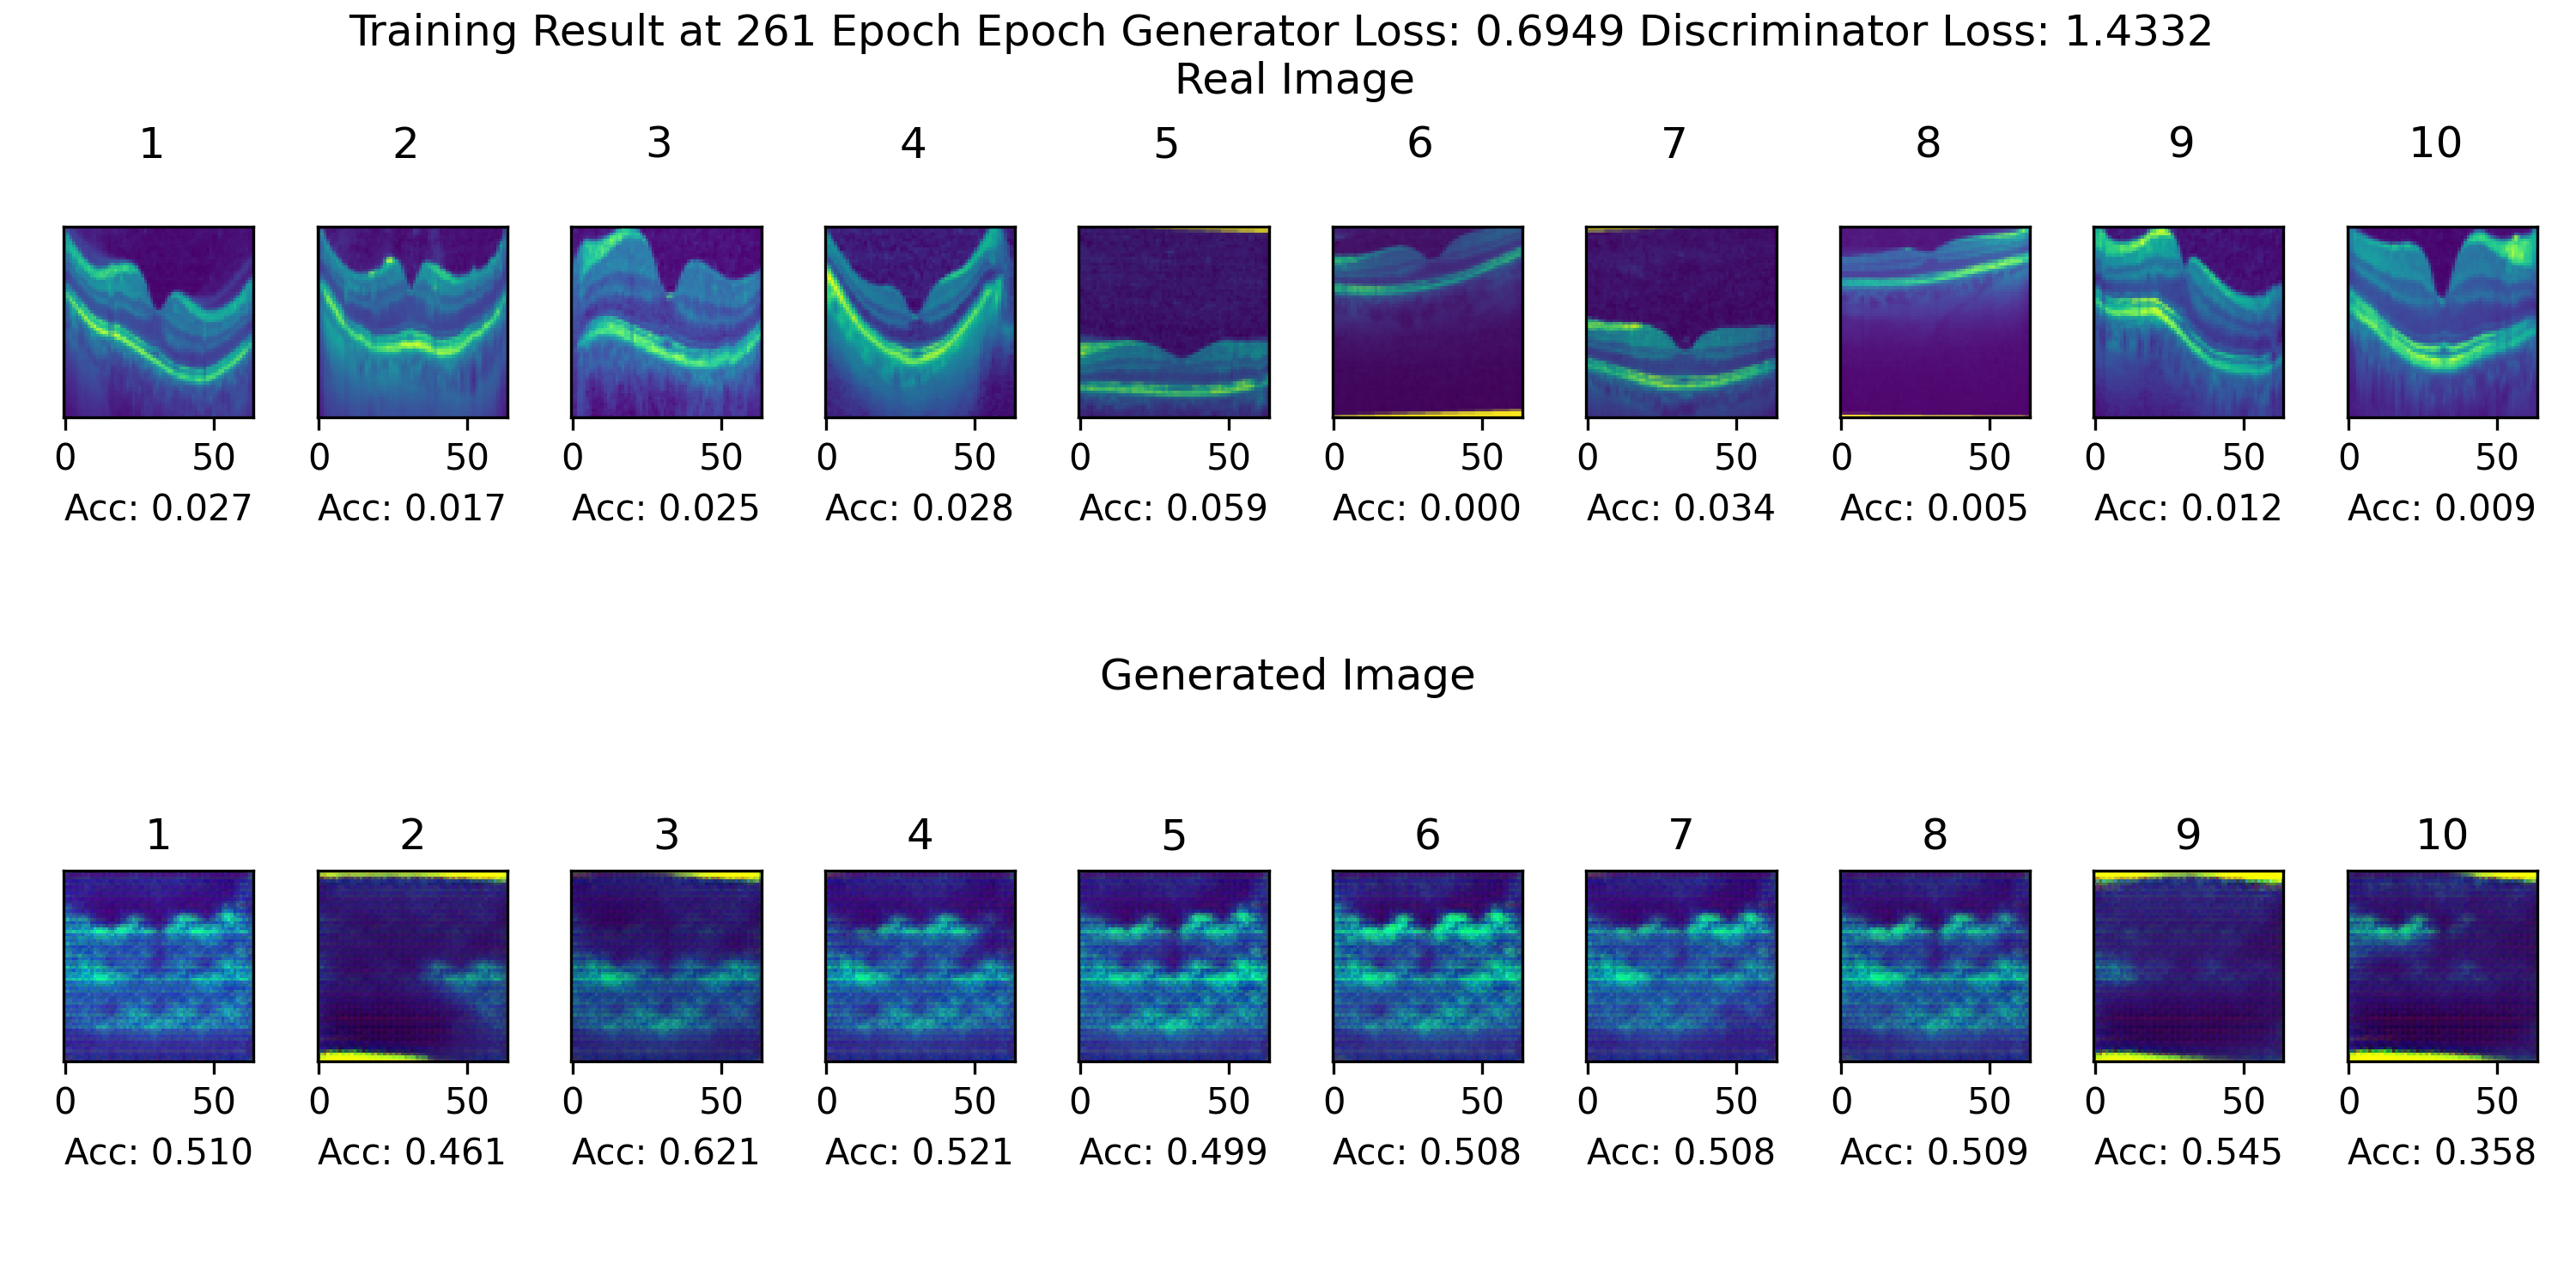 Training Result at 261 Epoch Epoch Generator Loss: 0.6949 Discriminator Loss: 1.4332
Real Image
1 2 3 4 5 6 7 8 9 10
0 50 0 50 0 50 0 50 0 50 0 50 0 50 0 50 0 50 0 50
Acc: 0.027 Acc: 0.017 Acc: 0.025 Acc: 0.028 Acc: 0.059 Acc: 0.000 Acc: 0.034 Acc: 0.005 Acc: 0.012 Acc: 0.009
Generated Image
1 2 3 4 5 6 7 8 9 10
0 50 0 50 0 50 0 50 0 50 0 50 0 50 0 50 0 50 0 50
Acc: 0.510 Acc: 0.461 Acc: 0.621 Acc: 0.521 Acc: 0.499 Acc: 0.508 Acc: 0.508 Acc: 0.509 Acc: 0.545 Acc: 0.358